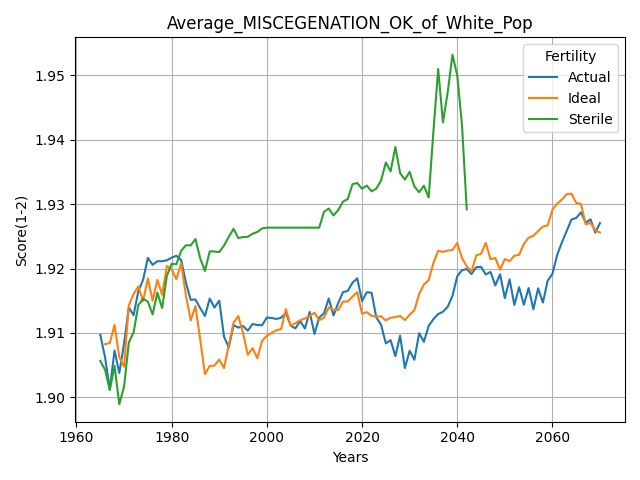 Average_MISCEGENATION_OK_of_White_Pop
Fertility
Actual
Ideal
Sterile
Score(1-2)
1.95
1.94
1.93
1.92
1.91
1.90
1960
1980
2000
2020
2040
2060
Years